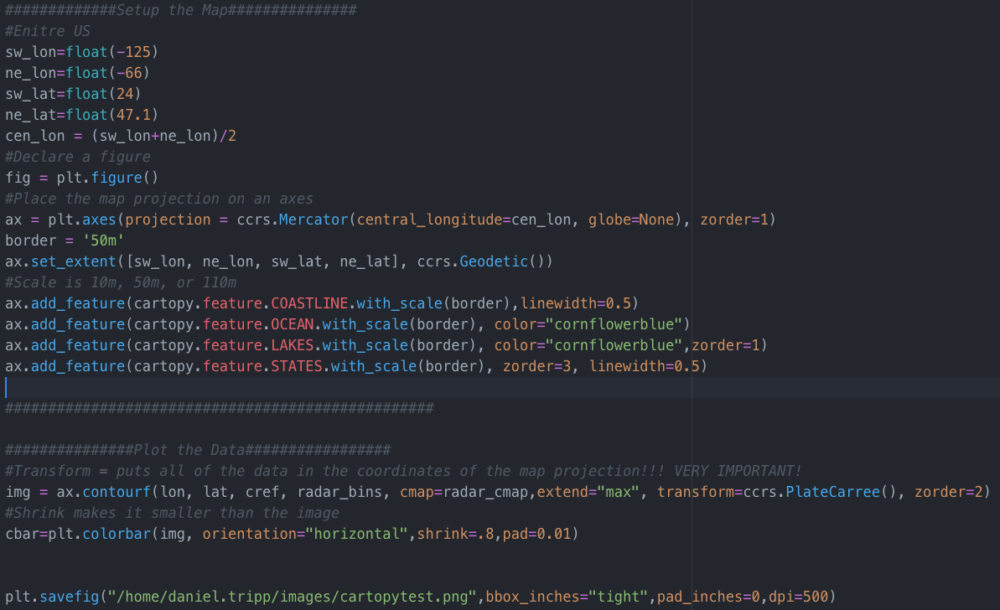 #############Setup the Map###############
#Enitre US
sw_lon=float(-125)
ne_lon=float(-66)
sw_lat=float(24)
ne_lat=float(47.1)
cen_lon = (sw_lon+ne_lon)/2
#Declare a figure
fig = plt.figure()
#Place the map projection on an axes
ax = plt.axes(projection = ccrs.Mercator(central_longitude=cen_lon, globe=None), zorder=1)
border = '50m'
ax.set_extent([sw_lon, ne_lon, sw_lat, ne_lat], ccrs.Geodetic())
#Scale is 10m, 50m, or 110m
ax.add_feature(cartopy.feature.COASTLINE.with_scale(border),linewidth=0.5)
ax.add_feature(cartopy.feature.OCEAN.with_scale(border), color="cornflowerblue")
ax.add_feature(cartopy.feature.LAKES.with_scale(border), color="cornflowerblue",zorder=1)
ax.add_feature(cartopy.feature.STATES.with_scale(border), zorder=3, linewidth=0.5)
##################################################
###############Plot the Data#################
#Transform = puts all of the data in the coordinates of the map projection!!! VERY IMPORTANT!
img = ax.contourf(lon, lat, cref, radar_bins, cmap=radar_cmap,extend="max", transform=ccrs.PlateCarree(), zorder=2)
#Shrink makes it smaller than the image
cbar=plt.colorbar(img, orientation="horizontal",shrink=.8,pad=0.01)
plt.savefig("/home/daniel.tripp/images/cartopytest.png",bbox_inches="tight",pad_inches=0,dpi=500)